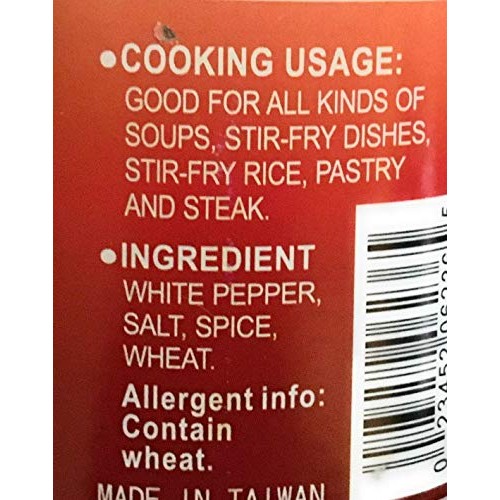 •COOKING USAGE:
GOOD FOR ALL KINDS OF
SOUPS, STIR-FRY DISHES,
STIR-FRY RICE, PASTRY
AND STEAK.
•INGREDIENT
WHITE PEPPER,
SALT, SPICE,
WHEAT.
Allergent info:
Contain
wheat.
MADE IN TAIWAN